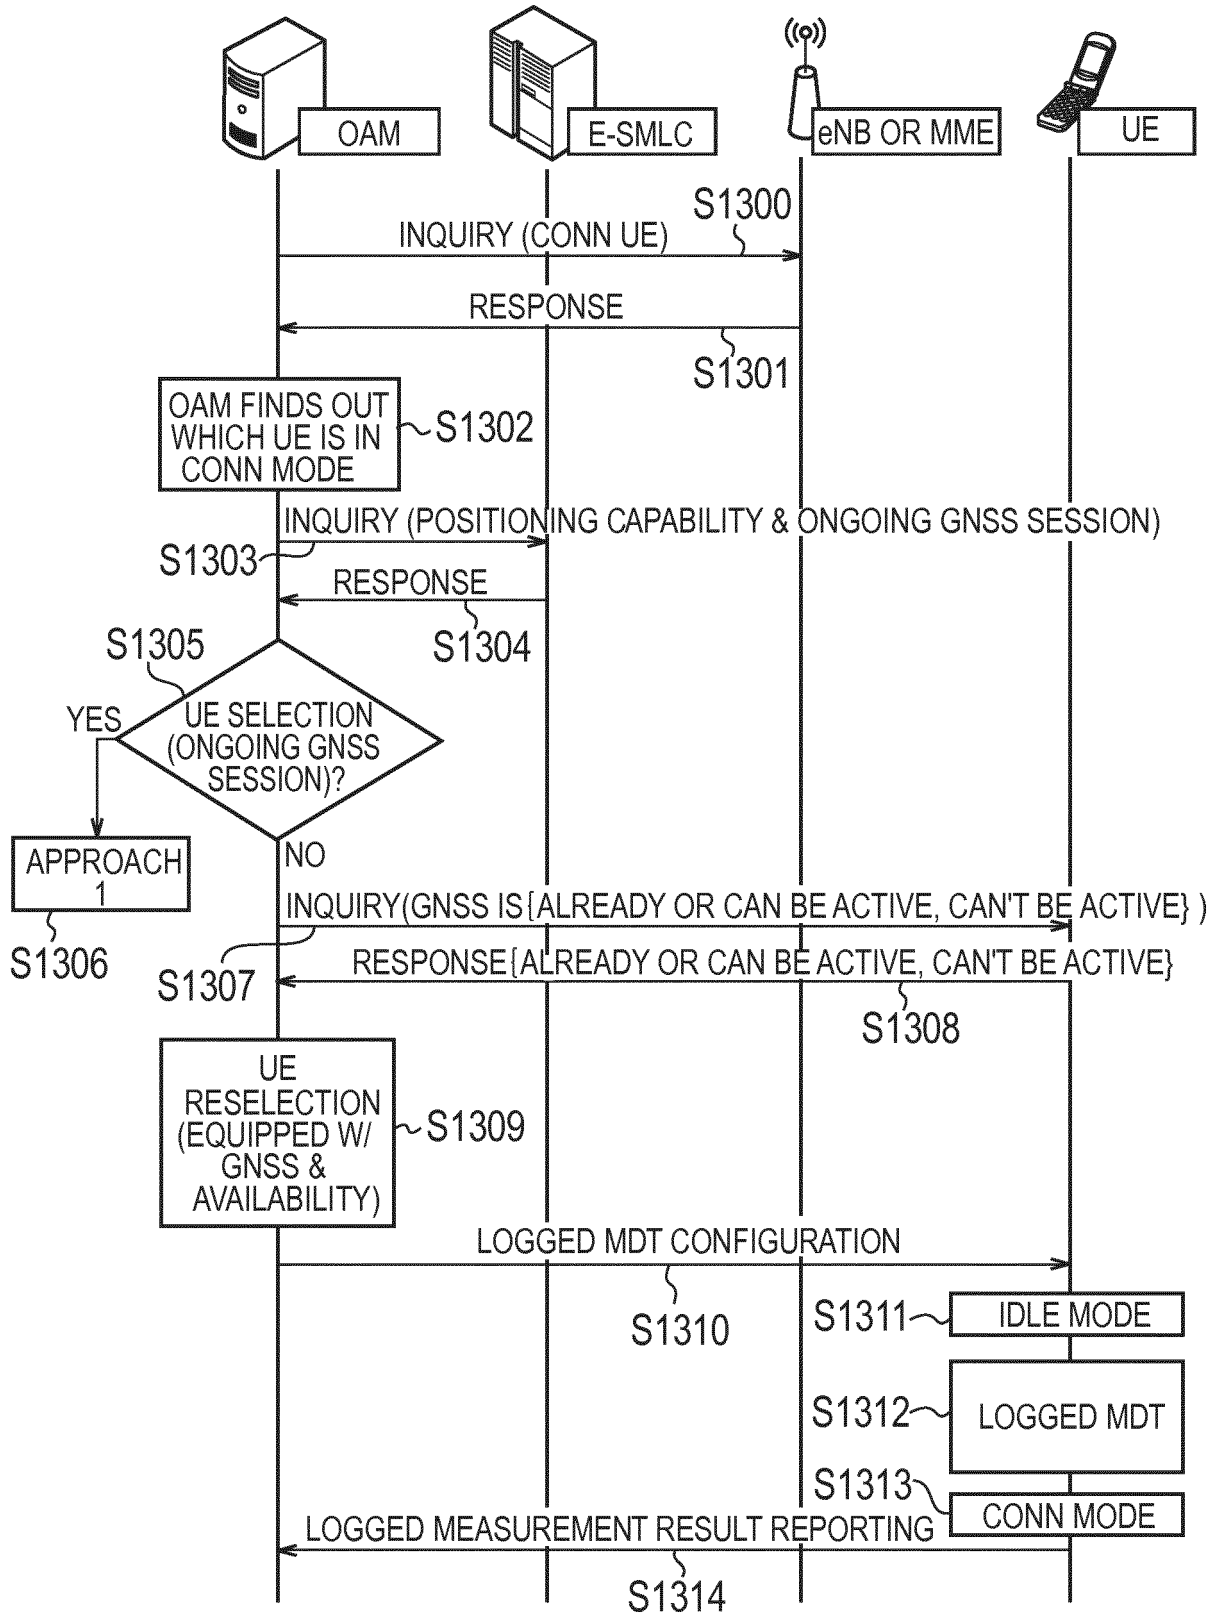 OAM
E-SMLC
eNB OR MME
UE
S1300
INQUIRY (CONN UE)
RESPONSE
S1301
OAM FINDS OUT
WHICH UE IS IN
CONN MODE
S1302
INQUIRY (POSITIONING CAPABILITY & ONGOING GNSS SESSION)
S1303
RESPONSE
S1304
S1305
YES
UE SELECTION
(ONGOING GNSS
SESSION)?
APPROACH
1
S1306
NO
INQUIRY(GNSS IS{ALREADY OR CAN BE ACTIVE, CAN'T BE ACTIVE} )
S1307
RESPONSE{ALREADY OR CAN BE ACTIVE, CAN'T BE ACTIVE}
S1308
UE
RESELECTION
(EQUIPPED W/
GNSS &
AVAILABILITY)
S1309
LOGGED MDT CONFIGURATION
S1310
S1311
IDLE MODE
S1312
LOGGED MDT
S1313
CONN MODE
LOGGED MEASUREMENT RESULT REPORTING
S1314